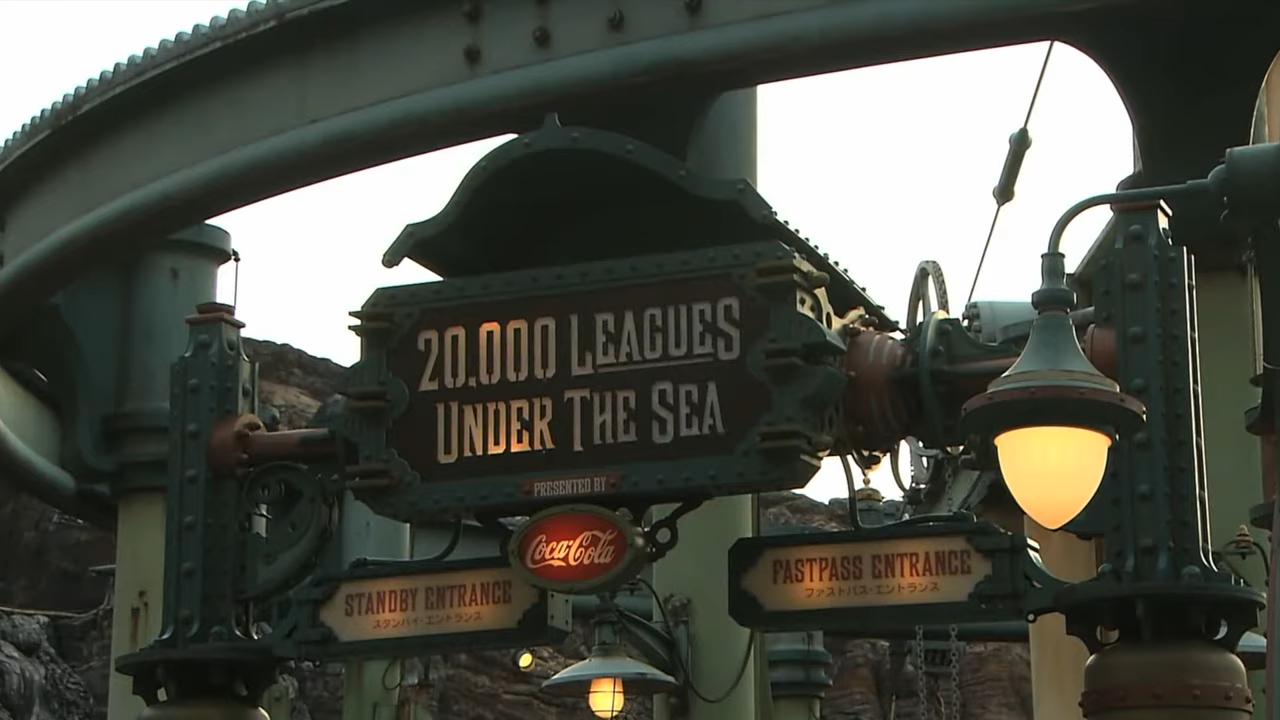 20,000 LEAGUES
UNDER THE SEA
PRESENTED BY
Coca-Cola
STANDBY ENTRANCE
スタンバイ・エントランス
FASTPASS ENTRANCE
ファストパス・エントランス